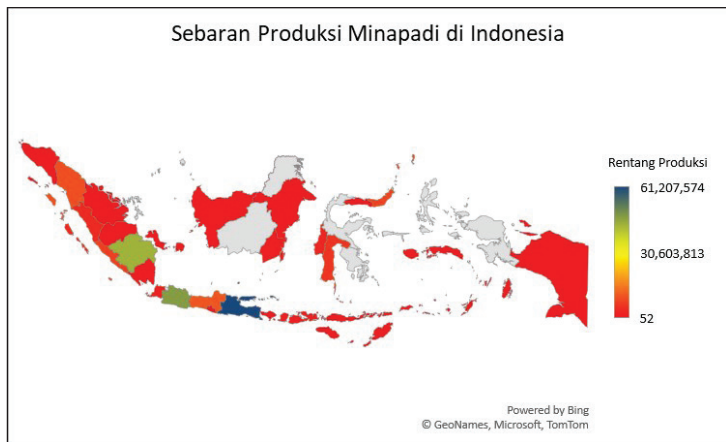 Sebaran Produksi Minapadi di Indonesia
Rentang Produksi
61,207,574
30,603,813
52
Powered by Bing
© GeoNames, Microsoft, TomTom